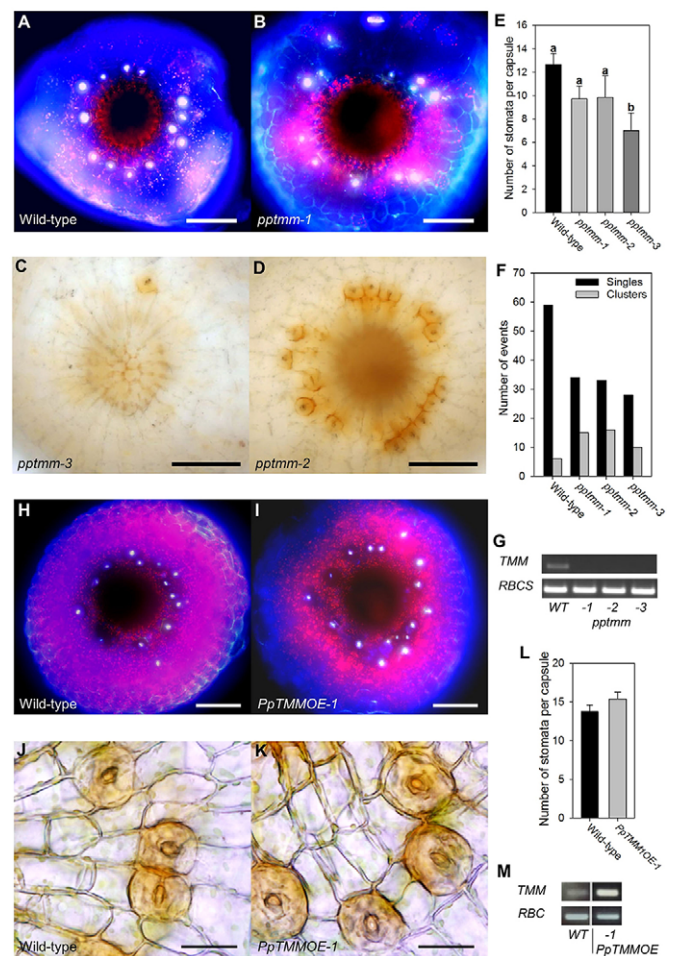 A
Wild-type
B
pptmm-1
E
Number of stomata per capsule
16
14
12
10
8
6
4
2
0
a
a
a
b
Wild-type
pptmm-1
pptmm-2
pptmm-3
C
pptmm-3
D
pptmm-2
F
Singles
Clusters
Number of events
70
60
50
40
30
20
10
0
Wild-type
pptmm-1
pptmm-2
pptmm-3
G
TMM
RBCS
WT -1 -2 -3
pptmm
H
Wild-type
I
PpTMMOE-1
L
Number of stomata per capsule
20
15
10
5
0
Wild-type
PpTMMOE-1
J
Wild-type
K
PpTMMOE-1
M
TMM
RBC
WT -1
PpTMMOE